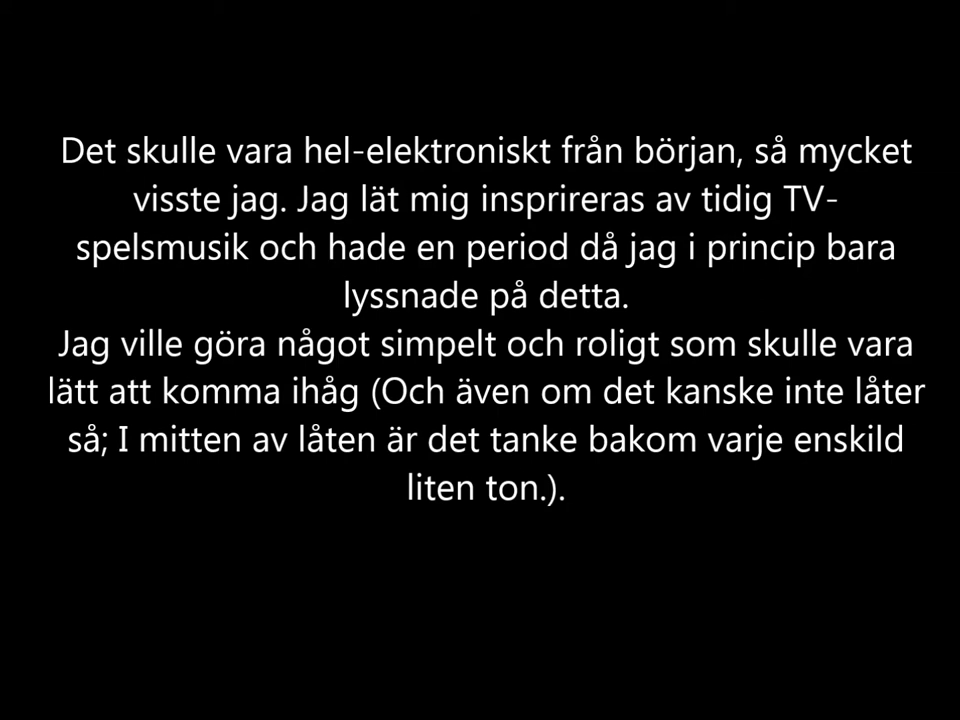 Det skulle vara hel-elektroniskt från början, så mycket
visste jag. Jag lät mig insprireras av tidig TV-
spelsmusik och hade en period då jag i princip bara
lyssnade på detta.
Jag ville göra något simpelt och roligt som skulle vara
lätt att komma ihåg (Och även om det kanske inte låter
så; I mitten av låten är det tanke bakom varje enskild
liten ton.).